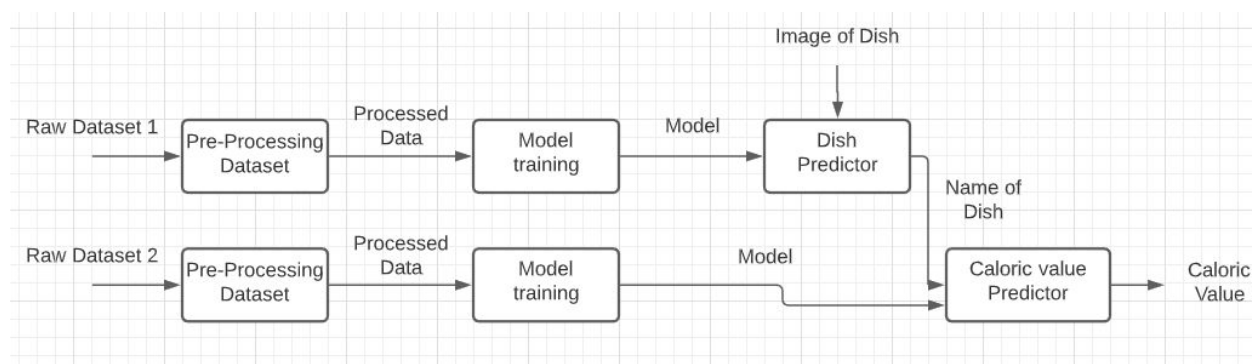 Image of Dish
Raw Dataset 1
Pre-Processing
Dataset
Processed
Data
Model
training
Model
Dish
Predictor
Name of
Dish
Raw Dataset 2
Pre-Processing
Dataset
Processed
Data
Model
training
Model
Caloric value
Predictor
Caloric
Value